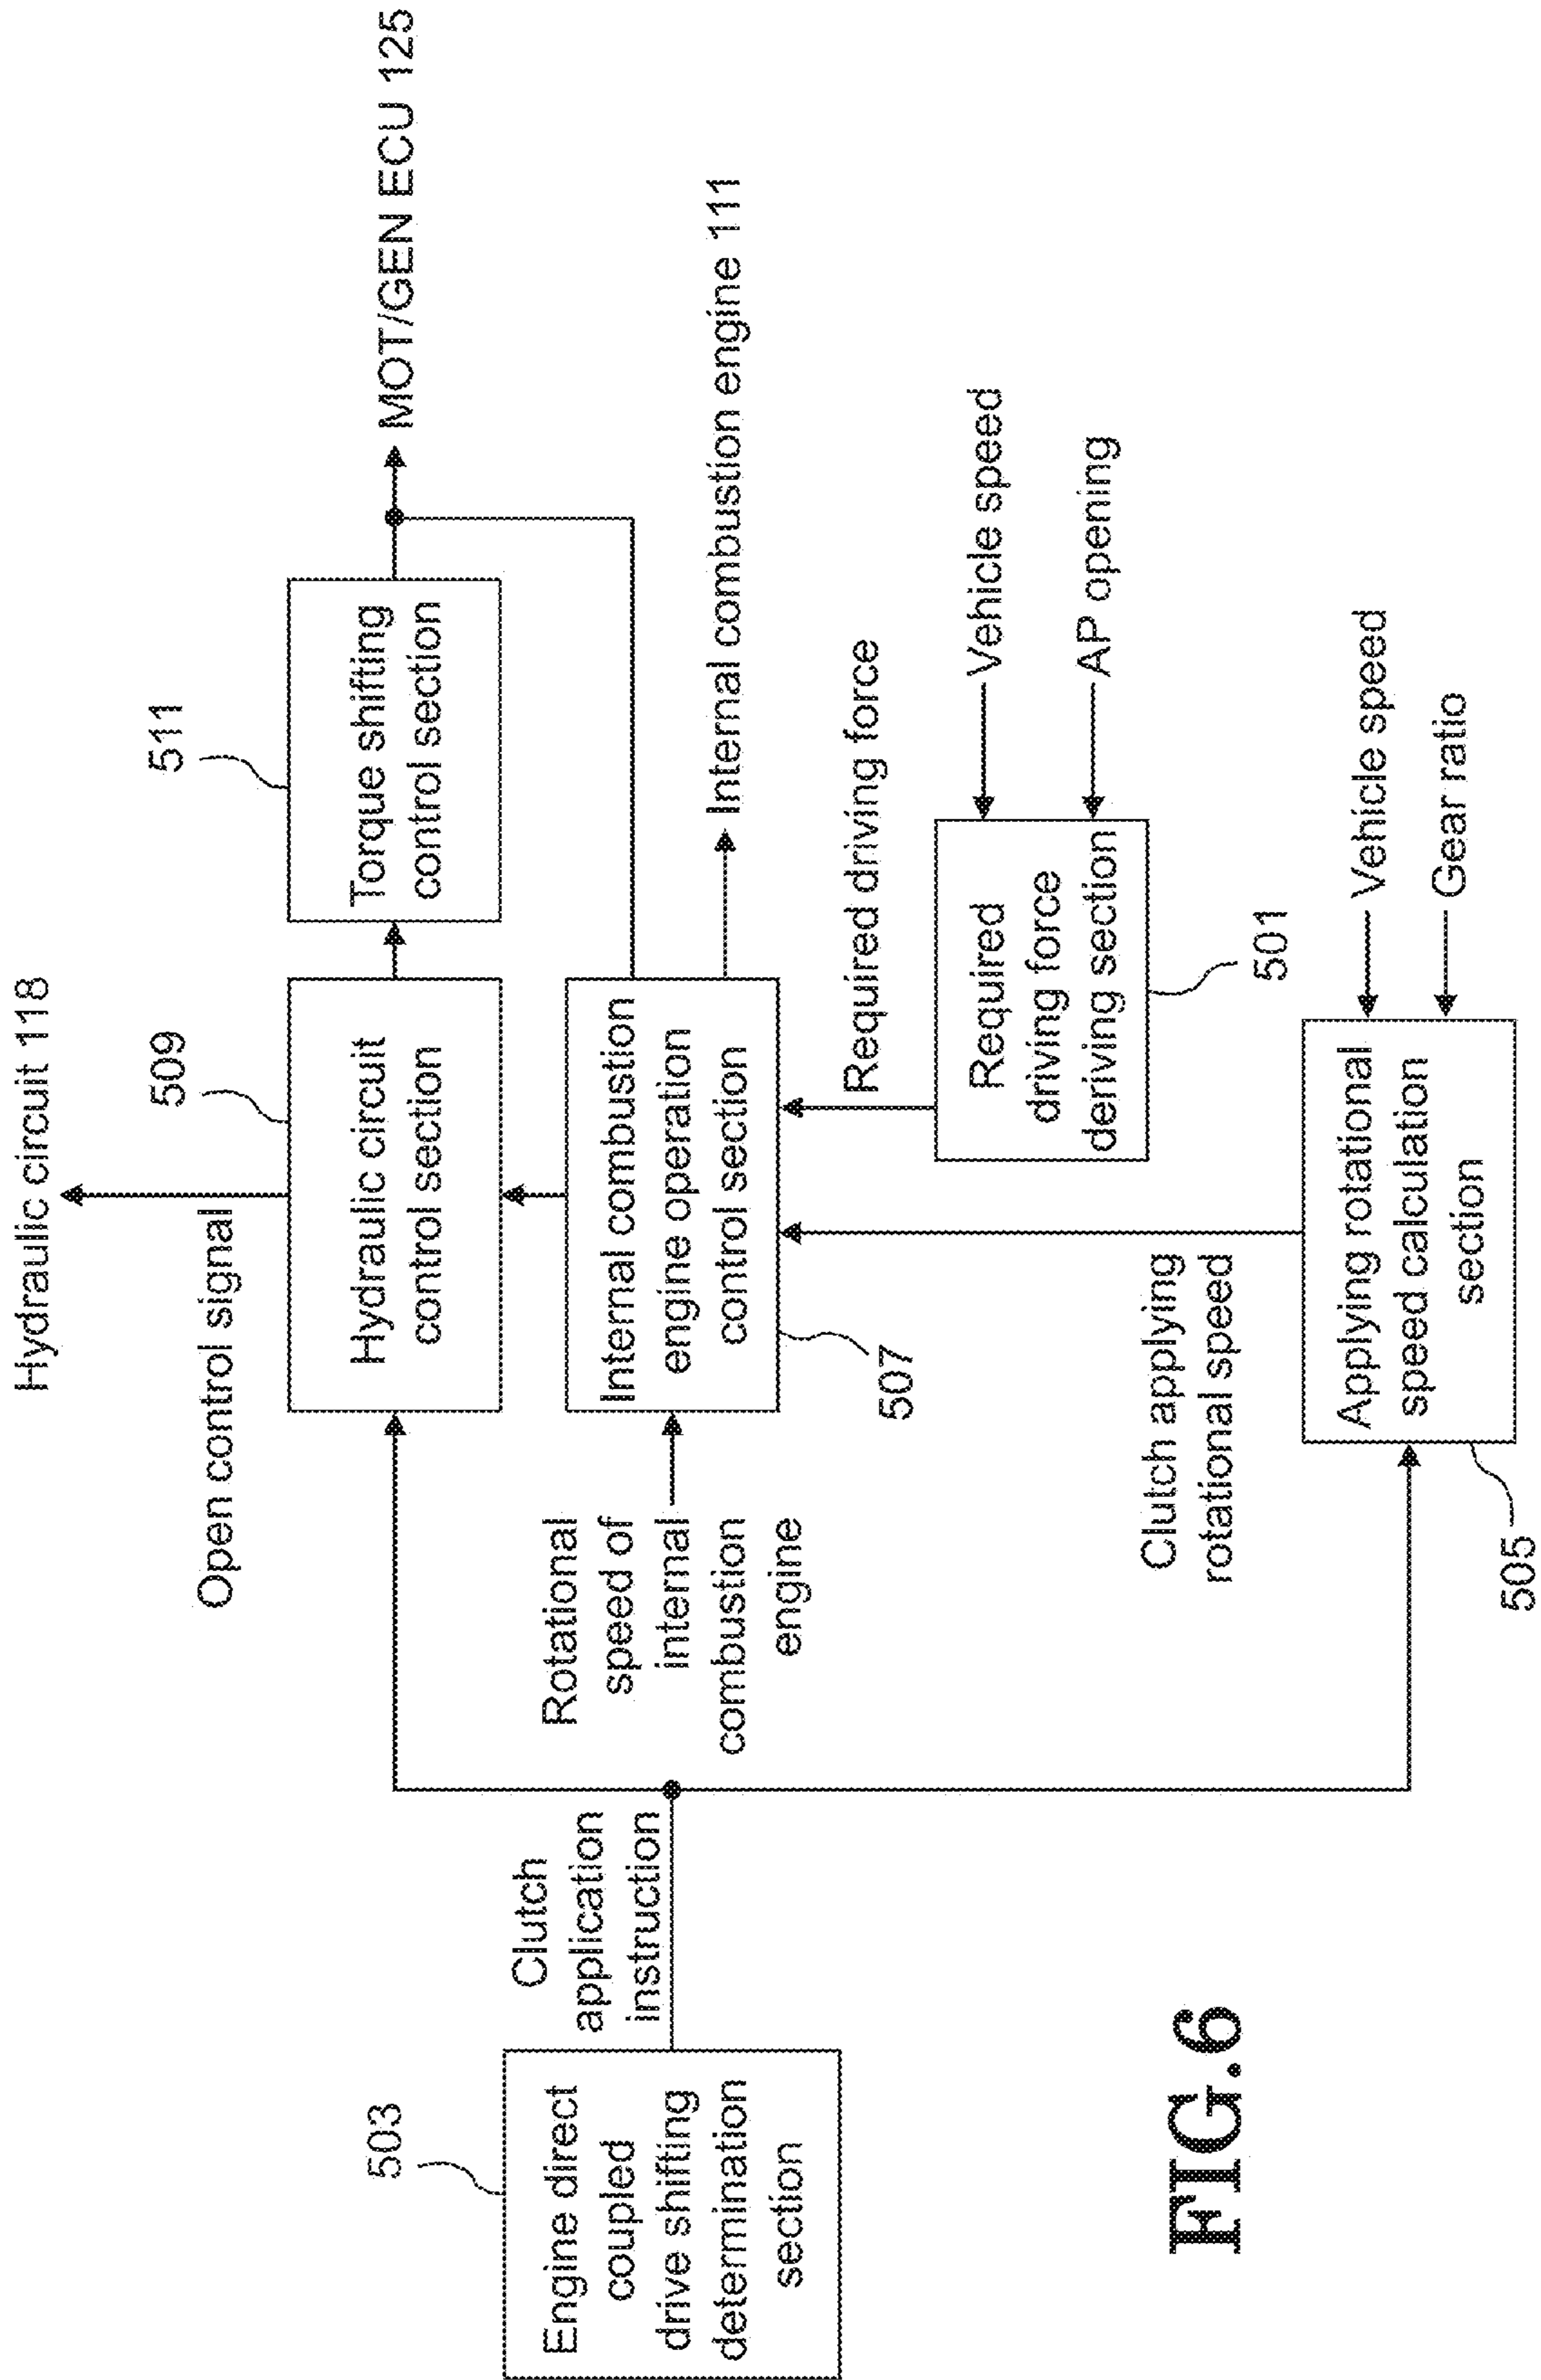 503
Engine direct
coupled
drive shifting
determination
section
Clutch
application
instruction
Hydraulic circuit 118
Open control signal
509
Hydraulic circuit
control section
511
Torque shifting
control section
MOT/GEN ECU 125
Rotational
speed of
internal
combustion
engine
Internal combustion
engine operation
control section
507
Internal combustion engine 111
Required driving force
Required
driving force
deriving section
501
Vehicle speed
AP opening
Clutch applying
rotational speed
Applying rotational
speed calculation
section
505
Vehicle speed
Gear ratio
FIG.6